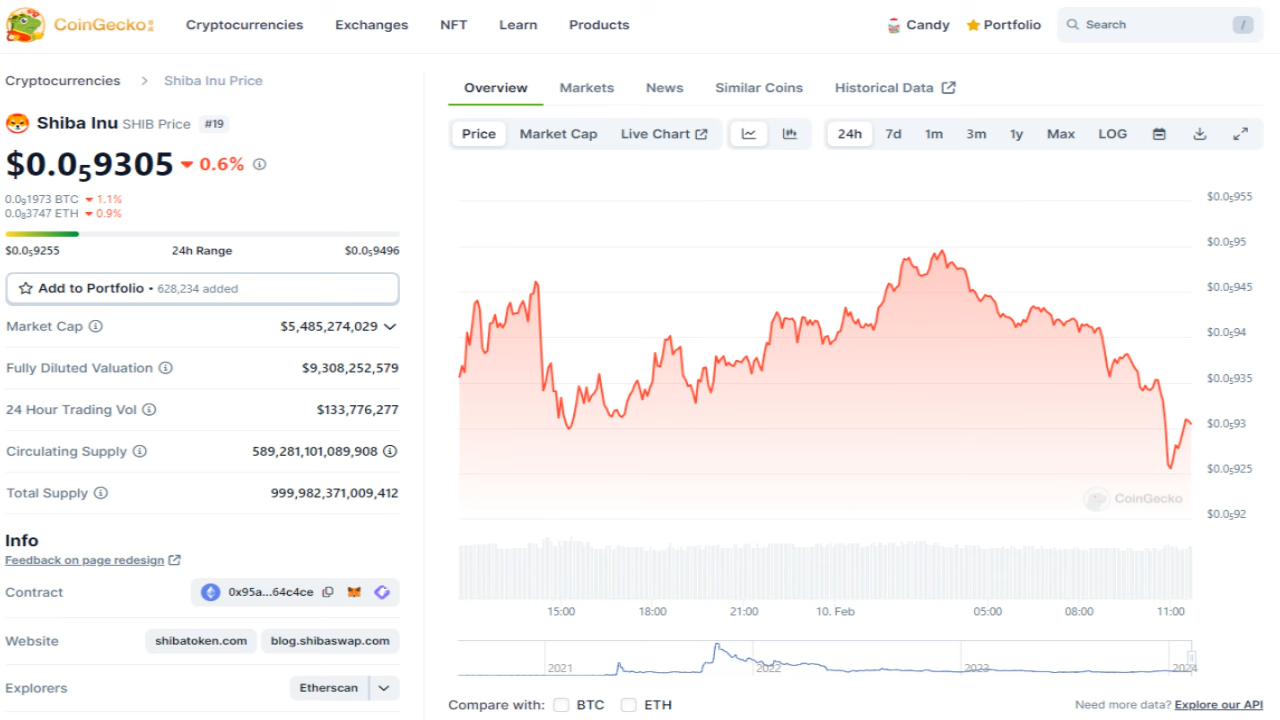 CoinGecko
Cryptocurrencies Exchanges NFT Learn Products Candy Portfolio Search /
Cryptocurrencies > Shiba Inu Price
Shiba Inu SHIB Price #19
$0.0₅9305 0.6%
0.0₉1973 BTC 1.1%
0.0₈3747 ETH 0.9%
$0.0₅9255 24h Range $0.0₅9496
Add to Portfolio • 628,234 added
Market Cap $5,485,274,029
Fully Diluted Valuation $9,308,252,579
24 Hour Trading Vol $133,776,277
Circulating Supply 589,281,101,089,908
Total Supply 999,982,371,009,412
Info
Feedback on page redesign
Contract 0x95a...64c4ce
Website shibatoken.com blog.shibaswap.com
Explorers Etherscan
Overview Markets News Similar Coins Historical Data
Price Market Cap Live Chart 24h 7d 1m 3m 1y Max LOG
$0.0₅955
$0.0₅95
$0.0₅945
$0.0₅94
$0.0₅935
$0.0₅93
$0.0₅925
$0.0₅92
CoinGecko
15:00 18:00 21:00 10. Feb 05:00 08:00 11:00
2021 2022 2023 2024
Compare with: BTC ETH
Need more data? Explore our API